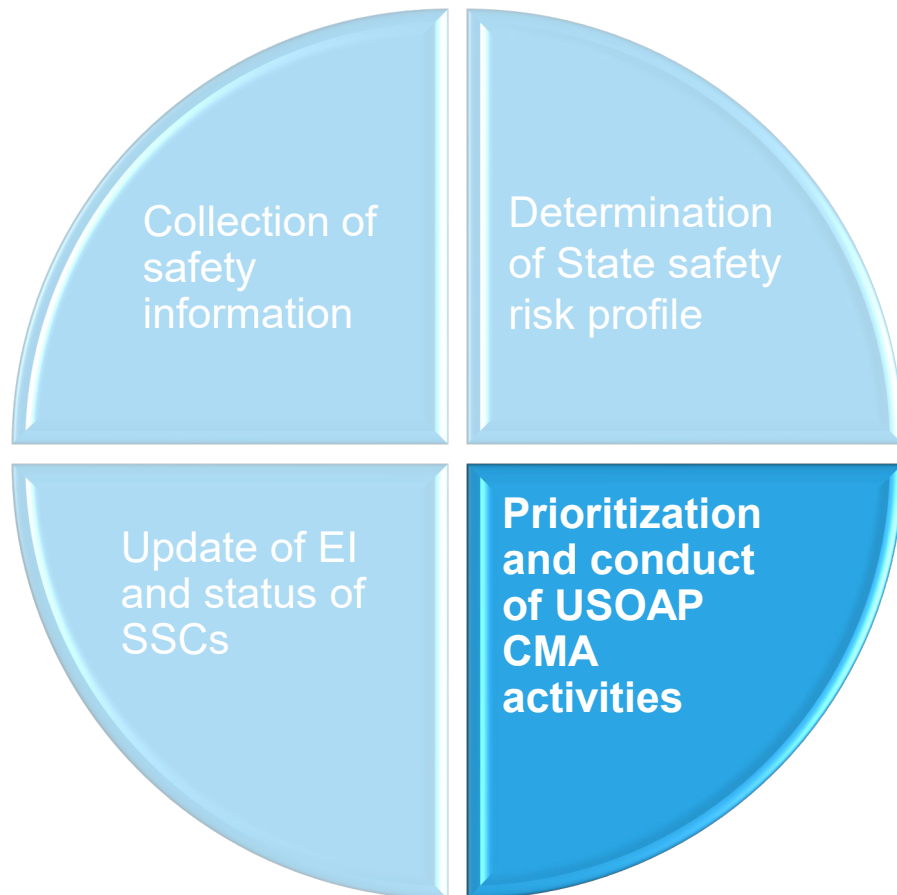 Collection of
safety
information
Determination
of State safety
risk profile
Update of EI
and status of
SSCs
Prioritization
and conduct
of USOAP
CMA
activities